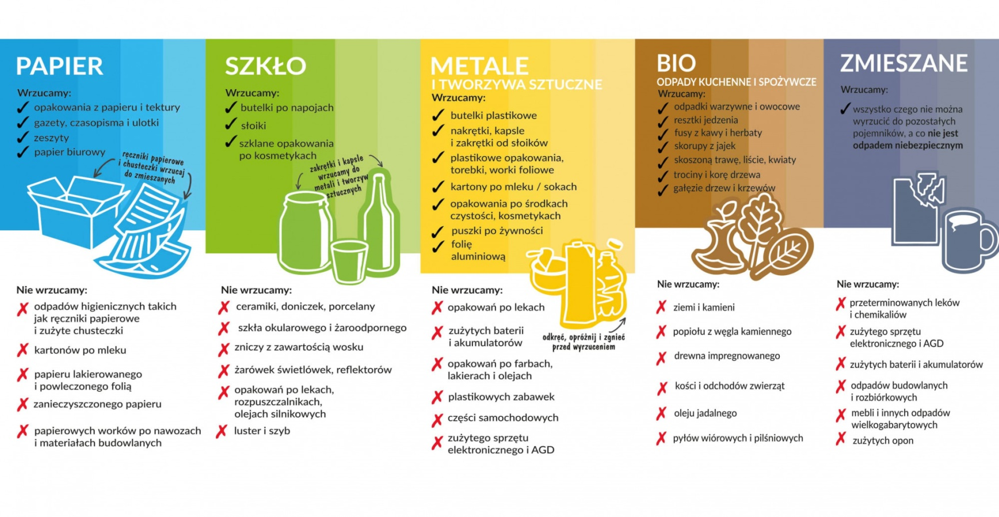 PAPIER
Wrzucamy:
opakowania z papieru i tektury
gazety, czasopisma i ulotki
zeszyty
papier biurowy
ręczniki papierowe
i chusteczki wrzucaj
do zmieszanych
Nie wrzucamy:
odpadów higienicznych takich
jak ręczniki papierowe
i zużyte chusteczki
kartonów po mleku
papieru lakierowanego
i powleczonego folią
zanieczyszczonego papieru
papierowych worków po nawozach
i materiałach budowlanych
SZKŁO
Wrzucamy:
butelki po napojach
słoiki
szklane opakowania
po kosmetykach
zakrętki i kapsle
wrzucamy do
metali i tworzyw
sztucznych
Nie wrzucamy:
ceramiki, doniczek, porcelany
szkła okularowego i żaroodpornego
zniczy z zawartością wosku
żarówek świetlówek, reflektorów
opakowań po lekach,
rozpuszczalnikach,
olejach silnikowych
luster i szyb
METALE
I TWORZYWA SZTUCZNE
Wrzucamy:
butelki plastikowe
nakrętki, kapsle
i zakrętki od słoików
plastikowe opakowania,
torebki, worki foliowe
kartony po mleku / sokach
opakowania po środkach
czystości, kosmetykach
puszki po żywności
folię
aluminiową
Nie wrzucamy:
opakowań po lekach
zużytych baterii
i akumulatorów
opakowań po farbach,
lakierach i olejach
plastikowych zabawek
części samochodowych
zużytego sprzętu
elektronicznego i AGD
odkręć, opróżnij i zgnieć
przed wyrzuceniem
BIO
ODPADY KUCHENNE I SPOŻYWCZE
Wrzucamy:
odpadki warzywne i owocowe
resztki jedzenia
fusy z kawy i herbaty
skorupy z jajek
skoszoną trawę, liście, kwiaty
trociny i korę drzewa
gałęzie drzew i krzewów
Nie wrzucamy:
ziemi i kamieni
popiołu z węgla kamiennego
drewna impregnowanego
kości i odchodów zwierząt
oleju jadalnego
pyłów wiórowych i pilśniowych
ZMIESZANE
Wrzucamy:
wszystko czego nie można
wyrzucić do pozostałych
pojemników, a co nie jest
odpadem niebezpiecznym
Nie wrzucamy:
przeterminowanych leków
i chemikaliów
zużytego sprzętu
elektronicznego i AGD
zużytych baterii i akumulatorów
odpadów budowlanych
i rozbiórkowych
mebli i innych odpadów
wielkogabarytowych
zużytych opon